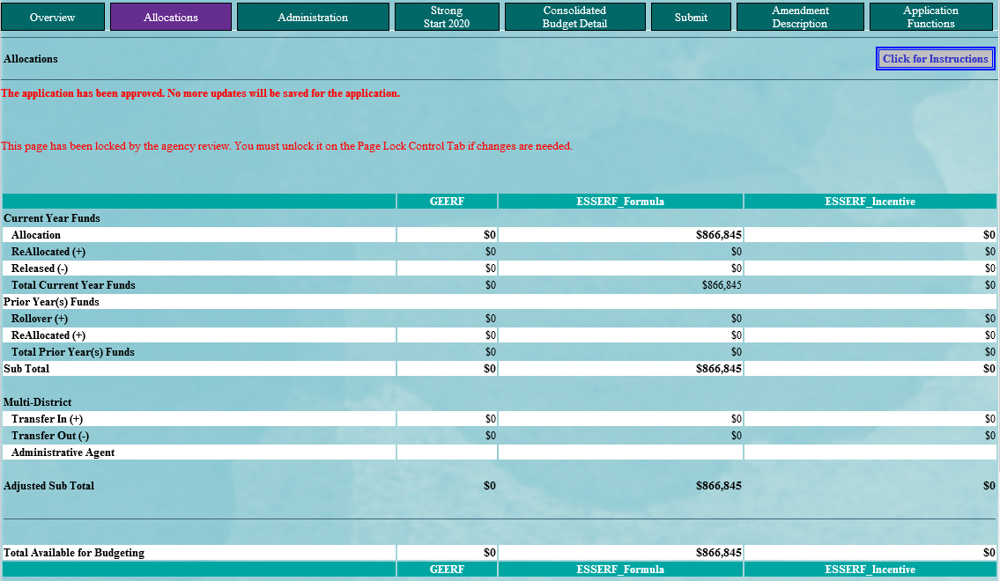 Overview
Allocations
Administration
Strong
Start 2020
Consolidated
Budget Detail
Submit
Amendment
Description
Application
Functions
Allocations
Click for Instructions
The application has been approved. No more updates will be saved for the application.
This page has been locked by the agency review. You must unlock it on the Page Lock Control Tab if changes are needed.
GEERF ESSERF_Formula ESSERF_Incentive
Current Year Funds
Allocation $0 $866,845 $0
ReAllocated (+) $0 $0 $0
Released (-) $0 $0 $0
Total Current Year Funds $0 $866,845 $0
Prior Year(s) Funds
Rollover (+) $0 $0 $0
ReAllocated (+) $0 $0 $0
Total Prior Year(s) Funds $0 $0 $0
Sub Total $0 $866,845 $0
Multi-District
Transfer In (+) $0 $0 $0
Transfer Out (-) $0 $0 $0
Administrative Agent
Adjusted Sub Total $0 $866,845 $0
Total Available for Budgeting $0 $866,845 $0
GEERF ESSERF_Formula ESSERF_Incentive